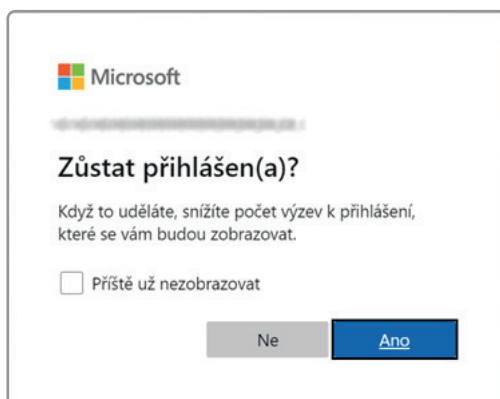 Microsoft
Zůstat přihlášen(a)?
Když to uděláte, snížíte počet výzev k přihlášení,
které se vám budou zobrazovat.
Příště už nezobrazovat
Ne
Ano